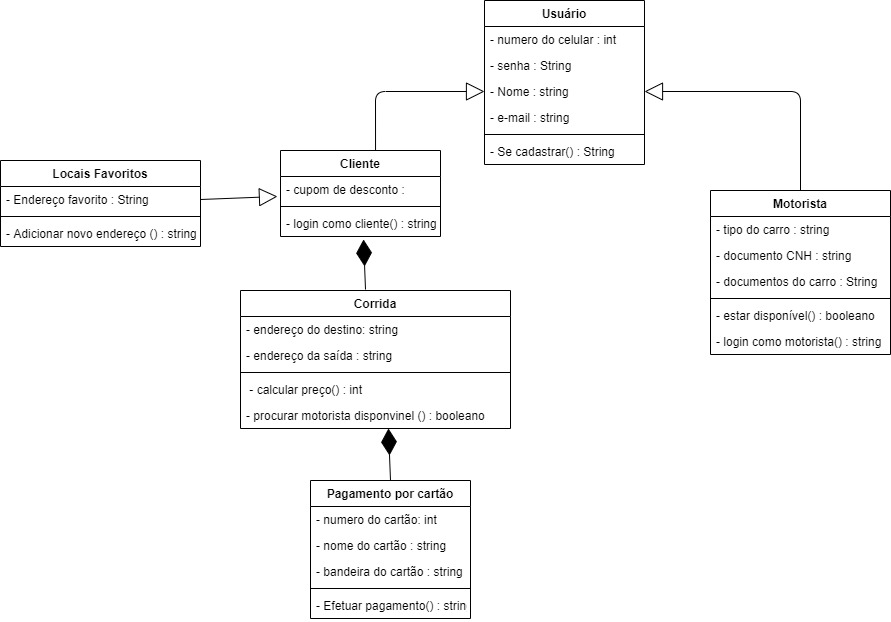 Usuário
- numero do celular : int
- senha : String
- Nome : string
- e-mail : string
- Se cadastrar() : String
Locais Favoritos
- Endereço favorito : String
- Adicionar novo endereço () : string
Cliente
- cupom de desconto :
- login como cliente() : string
Motorista
- tipo do carro : string
- documento CNH : string
- documentos do carro : String
- estar disponível() : booleano
- login como motorista() : string
Corrida
- endereço do destino: string
- endereço da saída : string
- calcular preço() : int
- procurar motorista disponvinel () : booleano
Pagamento por cartão
- numero do cartão: int
- nome do cartão : string
- bandeira do cartão : string
- Efetuar pagamento() : strin